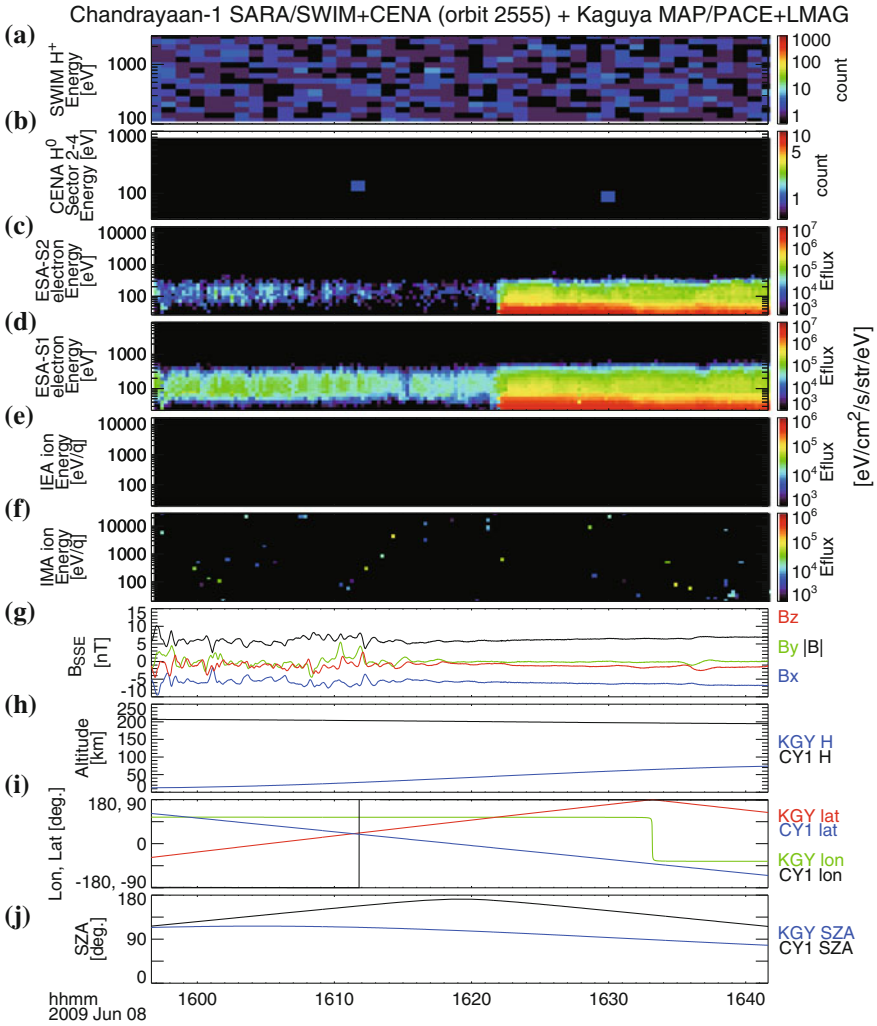 Chandrayaan-1 SARA/SWIM+CENA (orbit 2555) + Kaguya MAP/PACE+LMAG
(a)
SWIM H+
Energy
[eV]
1000
100
1000
100
10
1
count
(b)
CENA H0
Sector 2-4
Energy [eV]
1000
100
10
5
1
count
(c)
ESA-S2
electron
Energy
[eV]
10000
1000
100
10^7
10^6
10^5
10^4
10^3
Eflux
(d)
ESA-S1
electron
Energy
[eV]
1000
100
10^7
10^6
10^5
10^4
10^3
Eflux
(e)
IEA ion
Energy
[eV/q]
10000
1000
100
10^6
10^5
10^4
10^3
Eflux
[eV/cm2/s/str/eV]
(f)
IMA ion
Energy
[eV/q]
10000
1000
100
10^6
10^5
10^4
10^3
Eflux
(g)
BSSE
[nT]
15
10
5
0
-5
-10
Bz
By |B|
Bx
(h)
Altitude
[km]
250
200
150
100
50
0
KGY H
CY1 H
(i)
Lon, Lat [deg.]
180, 90
0
-180, -90
KGY lat
CY1 lat
KGY lon
CY1 lon
(j)
SZA
[deg.]
180
90
0
KGY SZA
CY1 SZA
hhmm
2009 Jun 08
1600
1610
1620
1630
1640